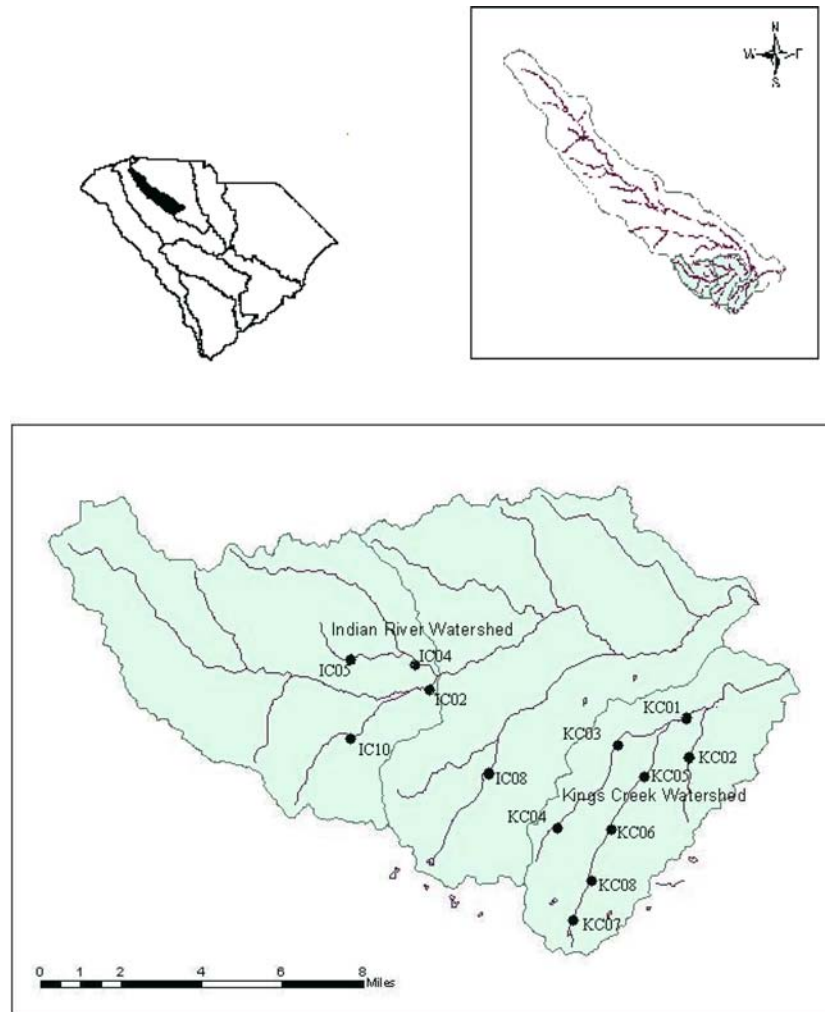 N
W
S
Indian River Watershed
IC05
IC04
IC02
IC10
IC08
KC01
KC03
KC02
KC05
Kings Creek Watershed
KC04
KC06
KC08
KC07
0 1 2 4 6 8
Miles